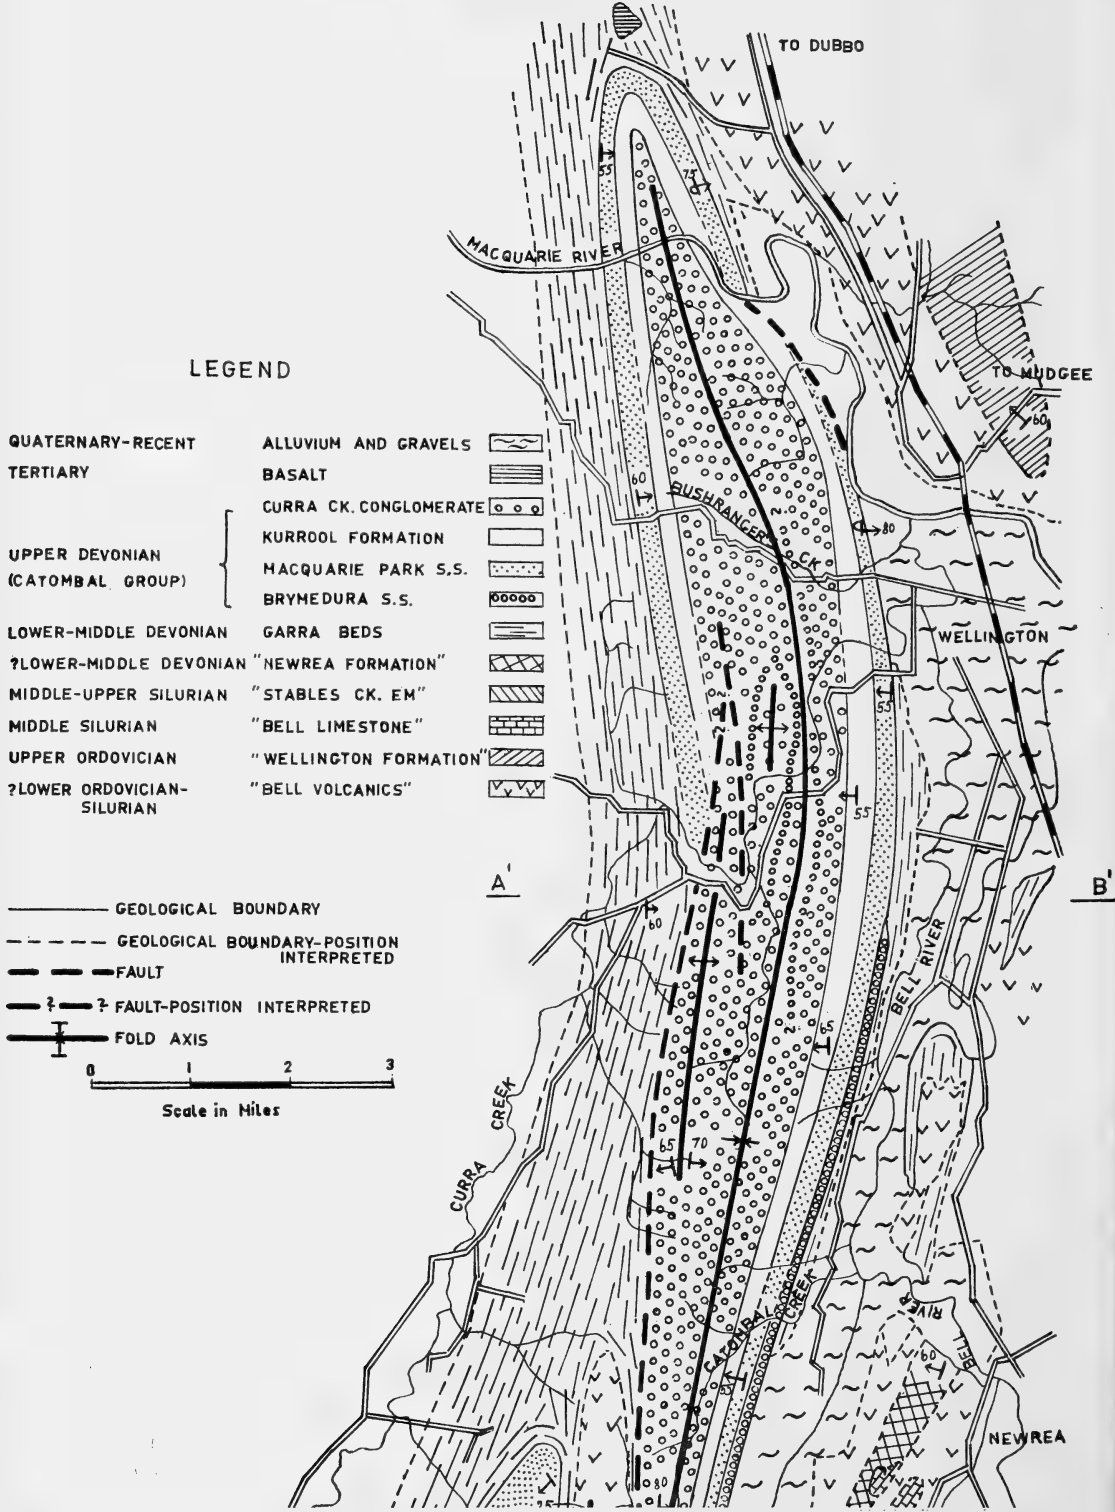 TO DUBBO
55
75
MACQUARIE RIVER
TO MUDGEE
60
LEGEND
QUATERNARY-RECENT ALLUVIUM AND GRAVELS
TERTIARY BASALT
CURRA CK. CONGLOMERATE
KURROOL FORMATION
UPPER DEVONIAN
(CATOMBAL GROUP)
MACQUARIE PARK S.S.
BRYMEDURA S.S.
LOWER-MIDDLE DEVONIAN GARRA BEDS
?LOWER-MIDDLE DEVONIAN "NEWREA FORMATION"
MIDDLE-UPPER SILURIAN "STABLES CK. EM"
MIDDLE SILURIAN "BELL LIMESTONE"
UPPER ORDOVICIAN "WELLINGTON FORMATION"
?LOWER ORDOVICIAN-
SILURIAN
"BELL VOLCANICS"
60
BUSHRANGER CK
?
80
WELLINGTON
55
? ?
?
55
A'
B'
GEOLOGICAL BOUNDARY
GEOLOGICAL BOUNDARY-POSITION
INTERPRETED
FAULT
? ? FAULT-POSITION INTERPRETED
FOLD AXIS
0 1 2 3
Scale in Miles
60
BELL RIVER
?
65
CURRA CREEK
65 70
CATOMBAL CREEK
BELL RIVER
60
NEWREA
80